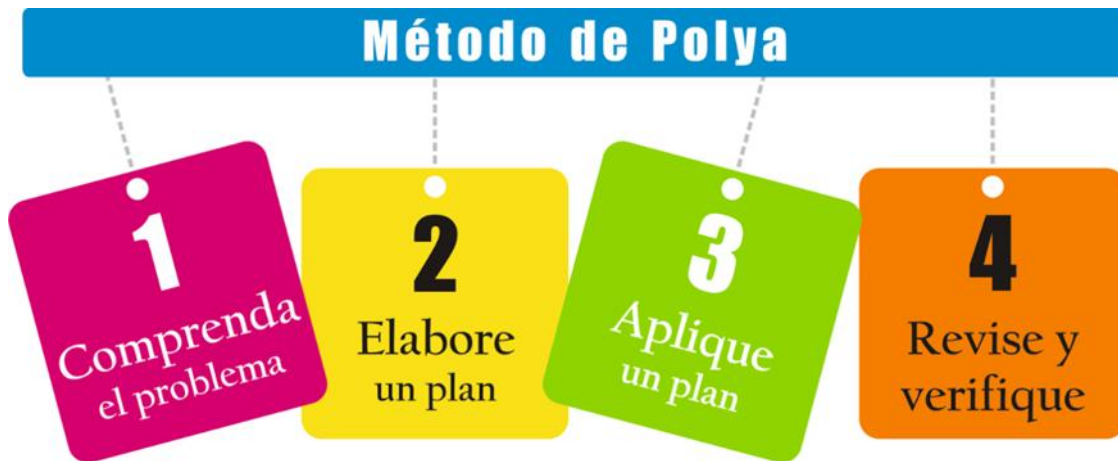 Método de Polya
1
Comprenda
el problema
2
Elabore
un plan
3
Aplique
un plan
4
Revise y
verifique